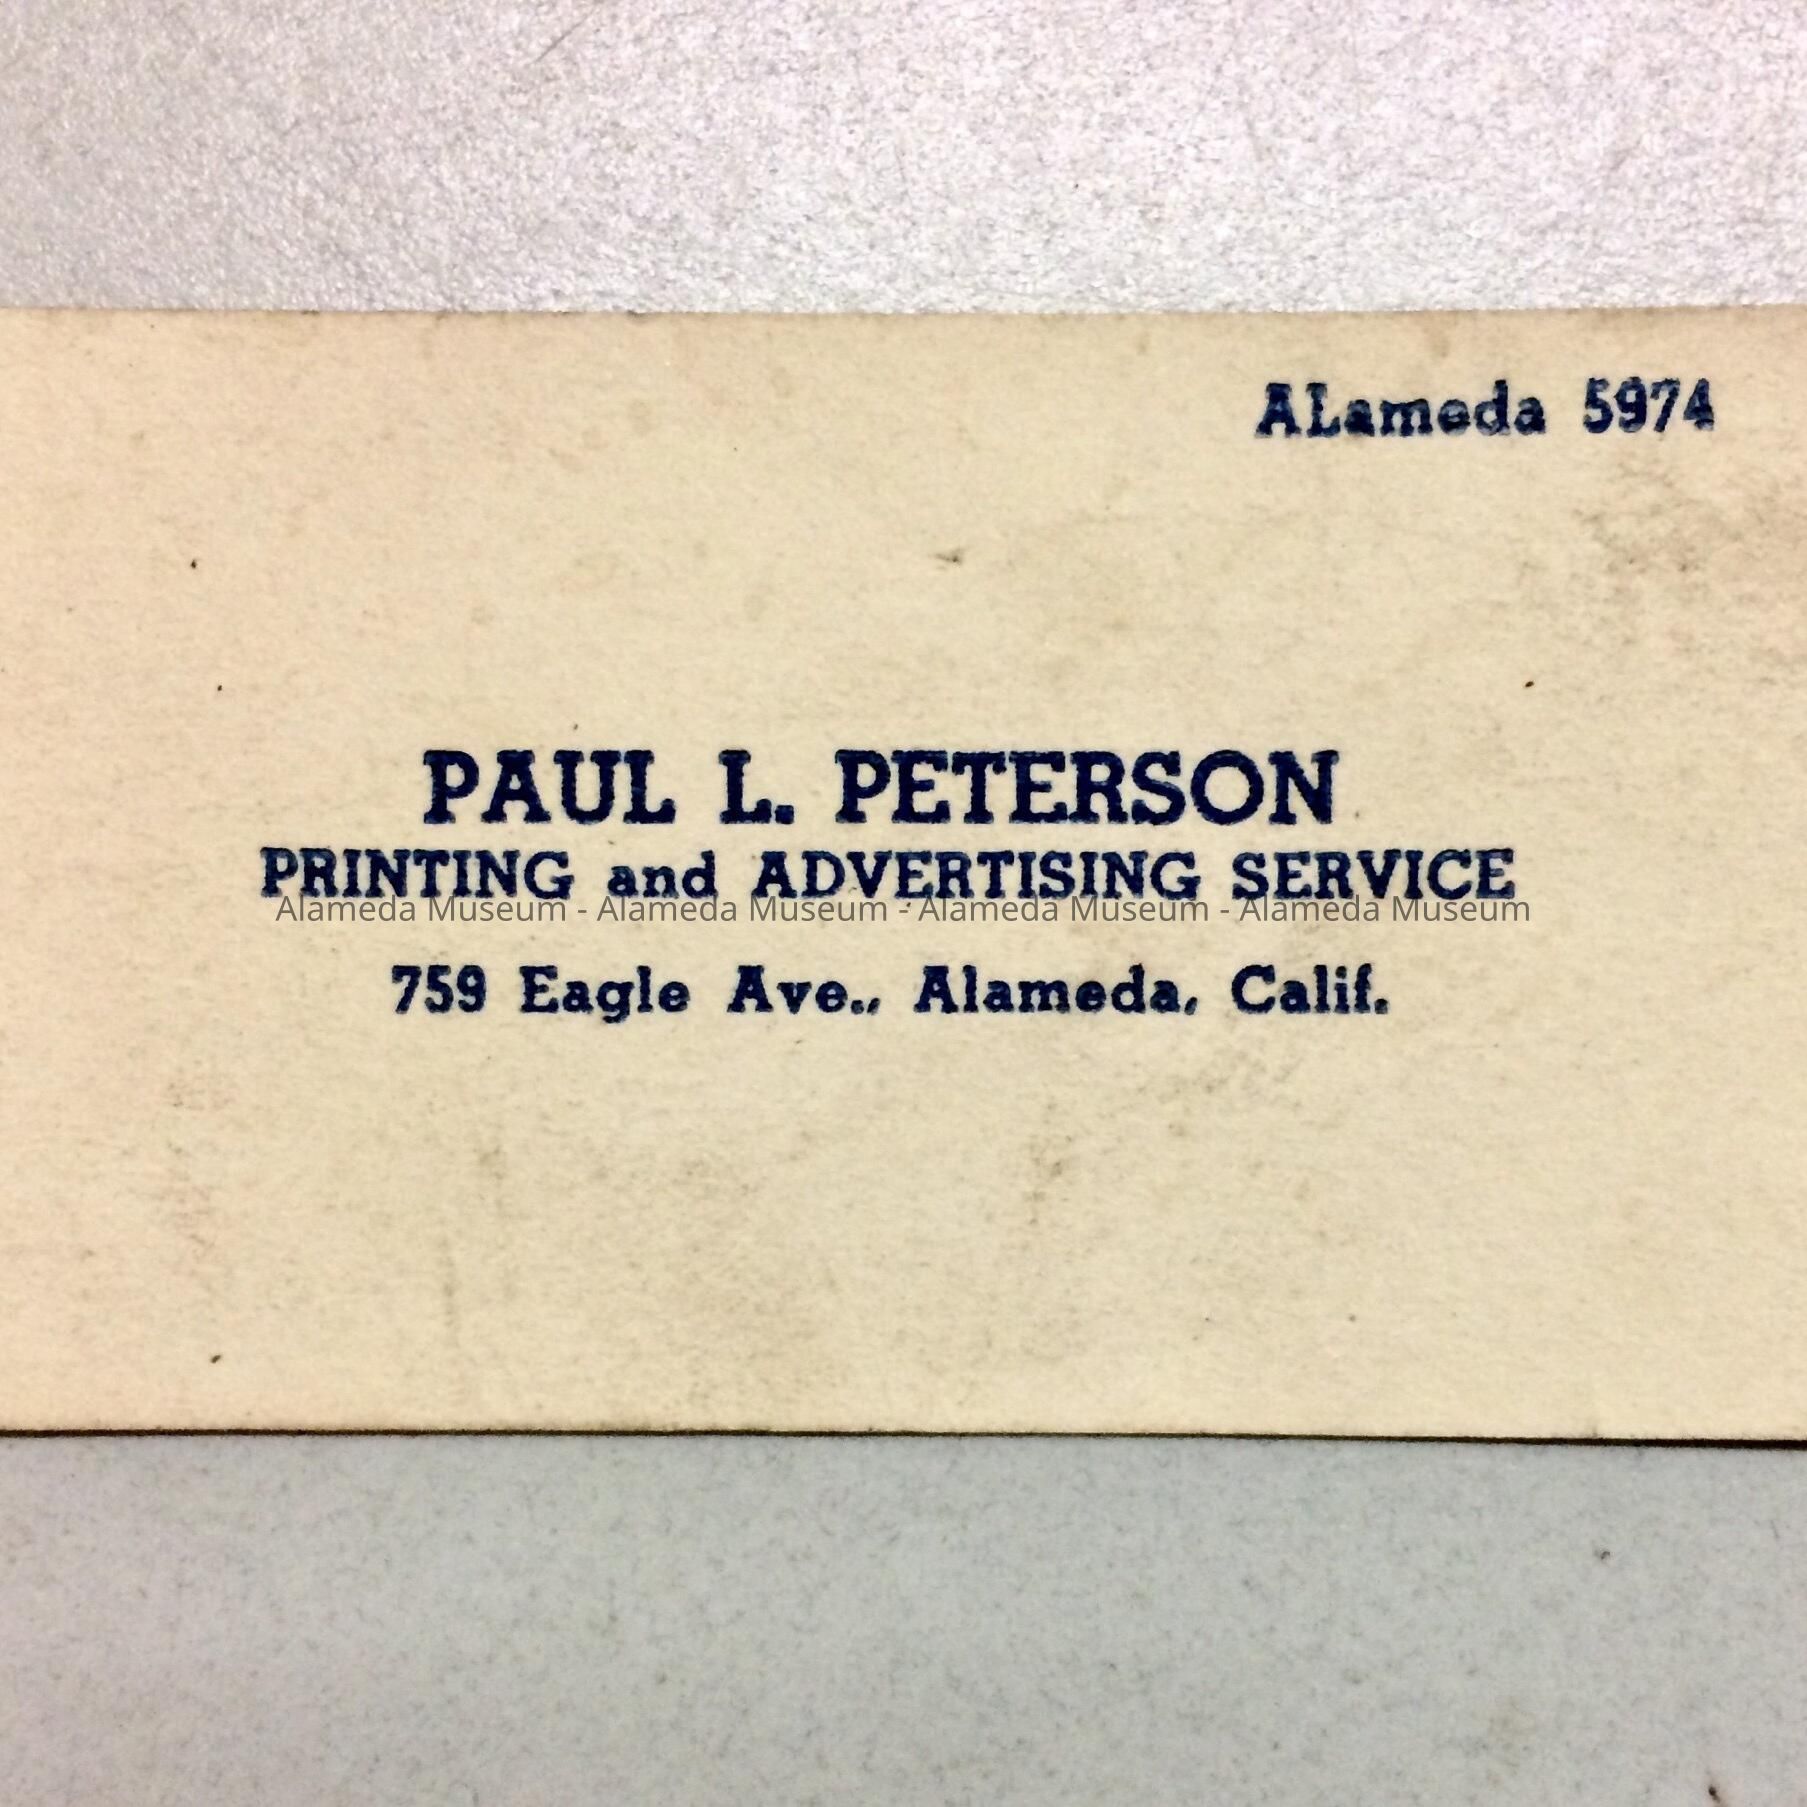 ALameda 5974
PAUL L. PETERSON
PRINTING and ADVERTISING SERVICE
Alameda Museum - Alameda Museum - Alameda Museum - Alameda Museum
759 Eagle Ave., Alameda, Calif.